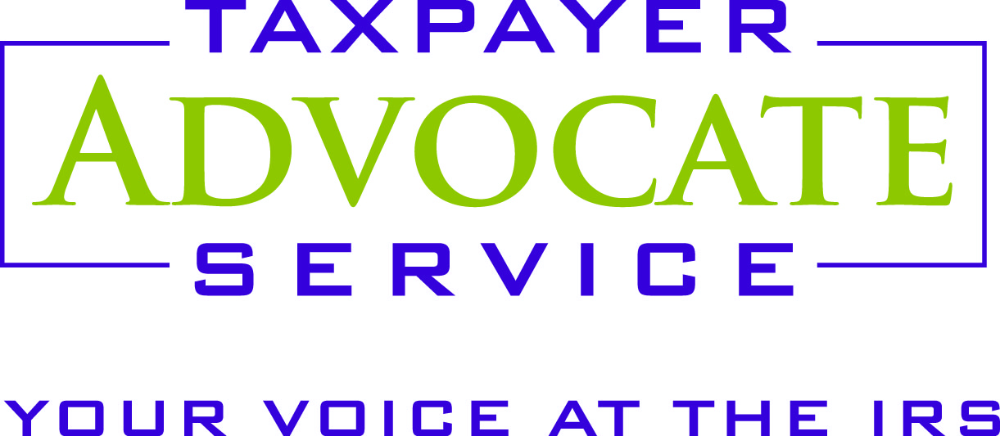 TAXPAYER
ADVOCATE
SERVICE
YOUR VOICE AT THE IRS